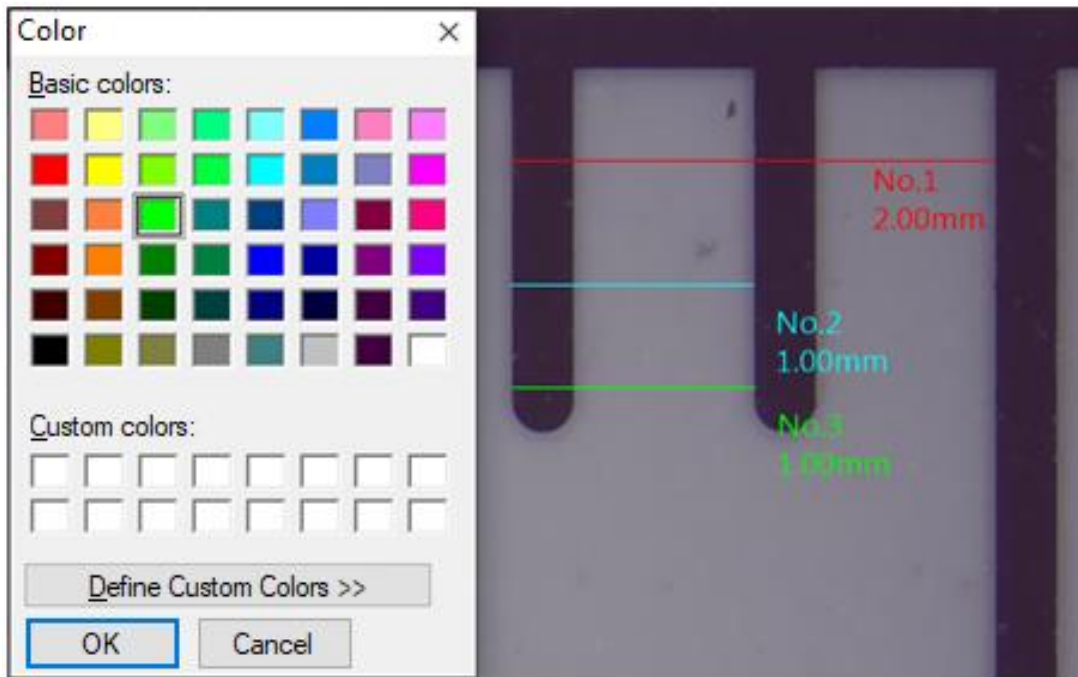 Color
Basic colors:
Custom colors:
Define Custom Colors >>
OK
Cancel
No.1
2.00mm
No.2
1.00mm
No.3
1.00mm